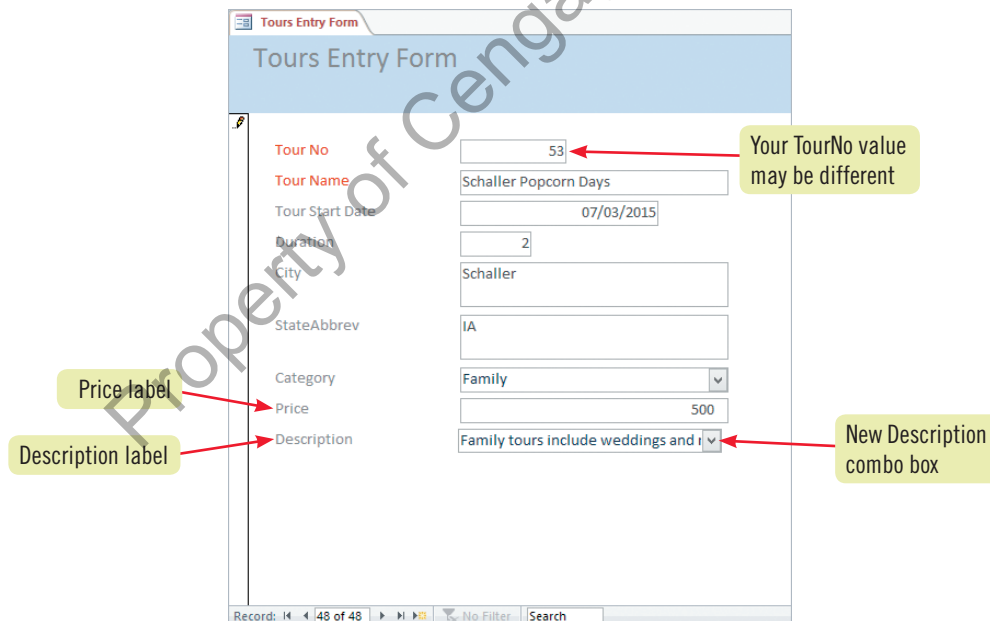 Tours Entry Form
Tours Entry Form
Tour No 53
Your TourNo value
may be different
Tour Name Schaller Popcorn Days
Tour Start Date 07/03/2015
Duration 2
City Schaller
StateAbbrev IA
Category Family
Price label
Price 500
Description label
Description Family tours include weddings and r
New Description
combo box
Record: 48 of 48 No Filter Search
Property of Cenga